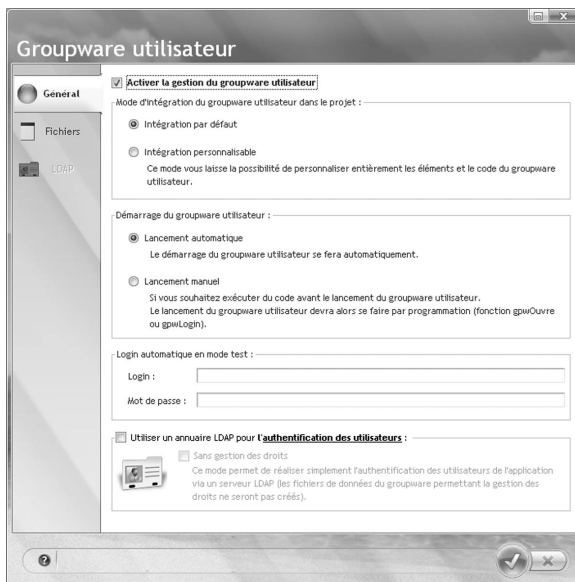 Groupware utilisateur
Général
Fichiers
LDAP
Activer la gestion du groupware utilisateur
Mode d'intégration du groupware utilisateur dans le projet :
Intégration par défaut
Intégration personnalisable
Ce mode vous laisse la possibilité de personnaliser entièrement les éléments et le code du groupware
utilisateur.
Démarrage du groupware utilisateur :
Lancement automatique
Le démarrage du groupware utilisateur se fera automatiquement.
Lancement manuel
Si vous souhaitez exécuter du code avant le lancement du groupware utilisateur.
Le lancement du groupware utilisateur devra alors se faire par programmation (fonction gpwOuvre
ou gpwLogin).
Login automatique en mode test :
Login :
Mot de passe :
Utiliser un annuaire LDAP pour l'authentification des utilisateurs :
Sans gestion des droits
Ce mode permet de réaliser simplement l'authentification des utilisateurs de l'application
via un serveur LDAP (les fichiers de données du groupware permettant la gestion des
droits ne seront pas créés).